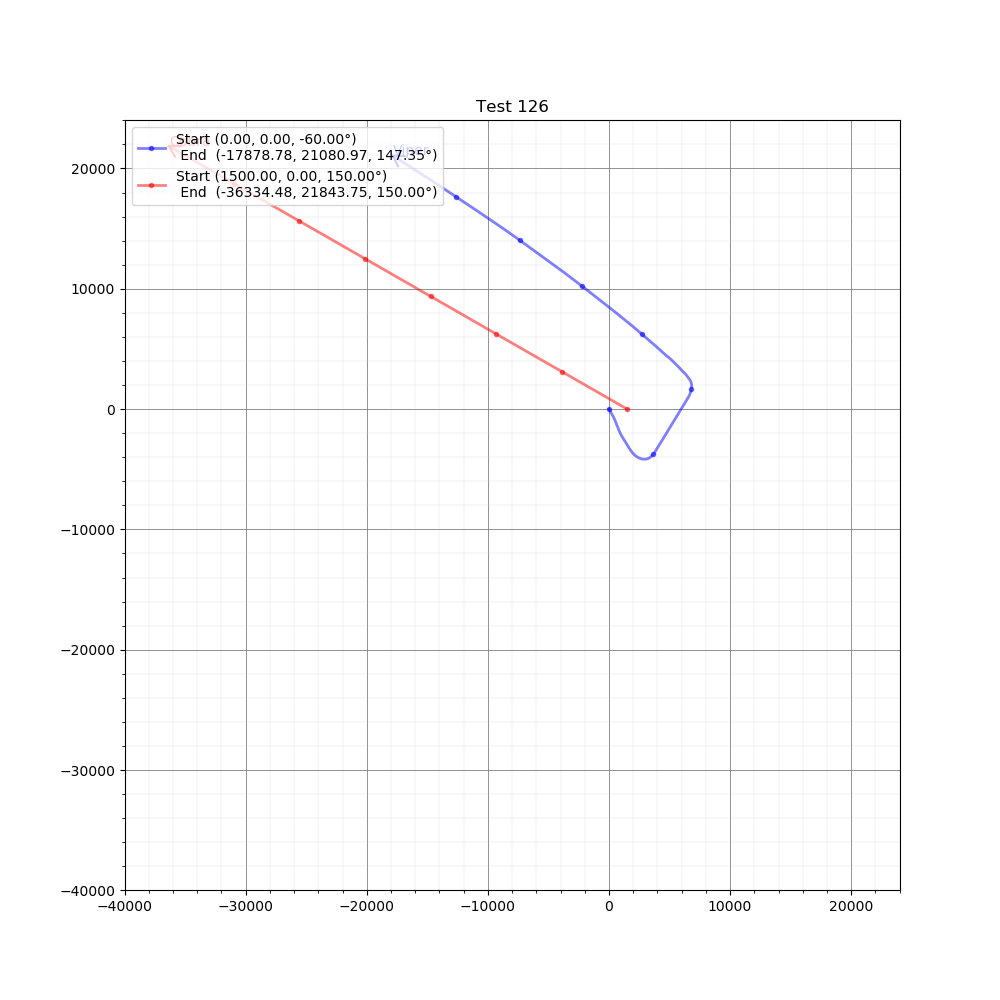 Test 126
Start (0.00, 0.00, -60.00°)
End (-17878.78, 21080.97, 147.35°)
Start (1500.00, 0.00, 150.00°)
End (-36334.48, 21843.75, 150.00°)
Viper
20000
10000
0
−10000
−20000
−30000
−40000
−40000 −30000 −20000 −10000 0 10000 20000